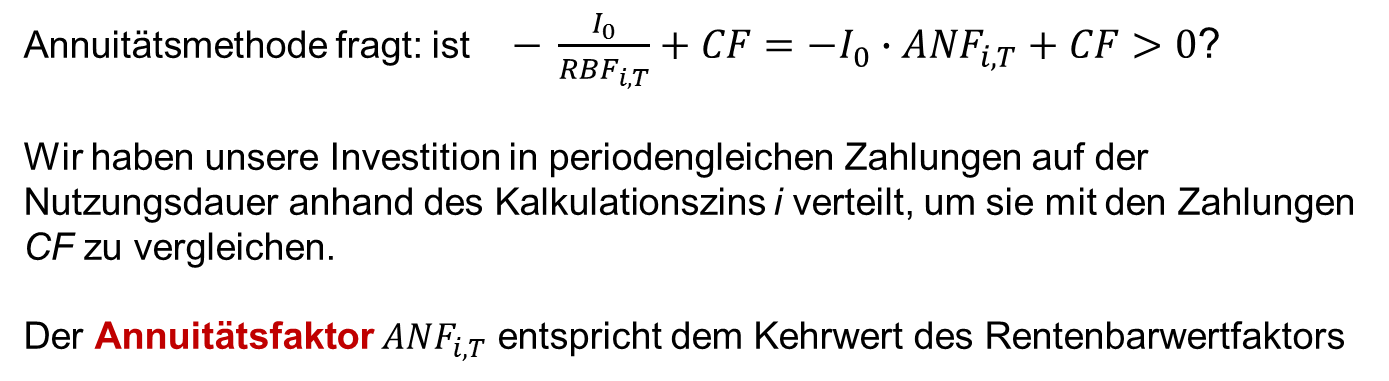 Annuitätsmethode fragt: ist − I₀/RBF_{i,T} + CF = −I₀ · ANF_{i,T} + CF > 0?
Wir haben unsere Investition in periodengleichen Zahlungen auf der
Nutzungsdauer anhand des Kalkulationszins i verteilt, um sie mit den Zahlungen
CF zu vergleichen.
Der Annuitätsfaktor ANF_{i,T} entspricht dem Kehrwert des Rentenbarwertfaktors